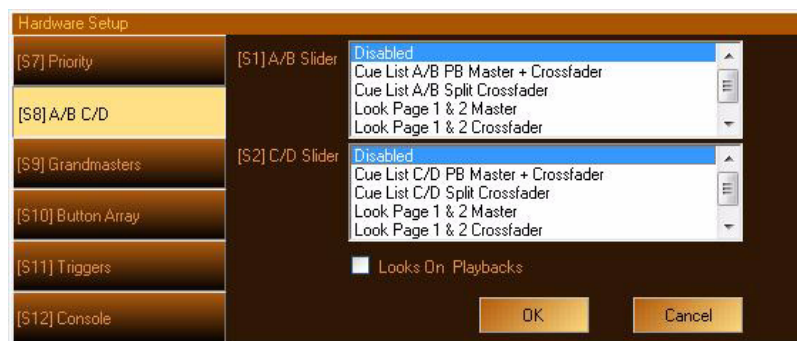 Hardware Setup
[S7] Priority
[S8] A/B C/D
[S9] Grandmasters
[S10] Button Array
[S11] Triggers
[S12] Console
[S1] A/B Slider
Disabled
Cue List A/B PB Master + Crossfader
Cue List A/B Split Crossfader
Look Page 1 & 2 Master
Look Page 1 & 2 Crossfader
[S2] C/D Slider
Disabled
Cue List C/D PB Master + Crossfader
Cue List C/D Split Crossfader
Look Page 1 & 2 Master
Look Page 1 & 2 Crossfader
Looks On Playbacks
OK
Cancel